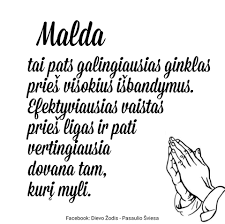 Malda
tai pats galingiausias ginklas
prieš visokius išbandymus.
Efektyviausias vaistas
prieš ligas ir pati
vertingiausia
dovana tam,
kurį myli.
Facebook: Dievo Žodis - Pasaulio Šviesa